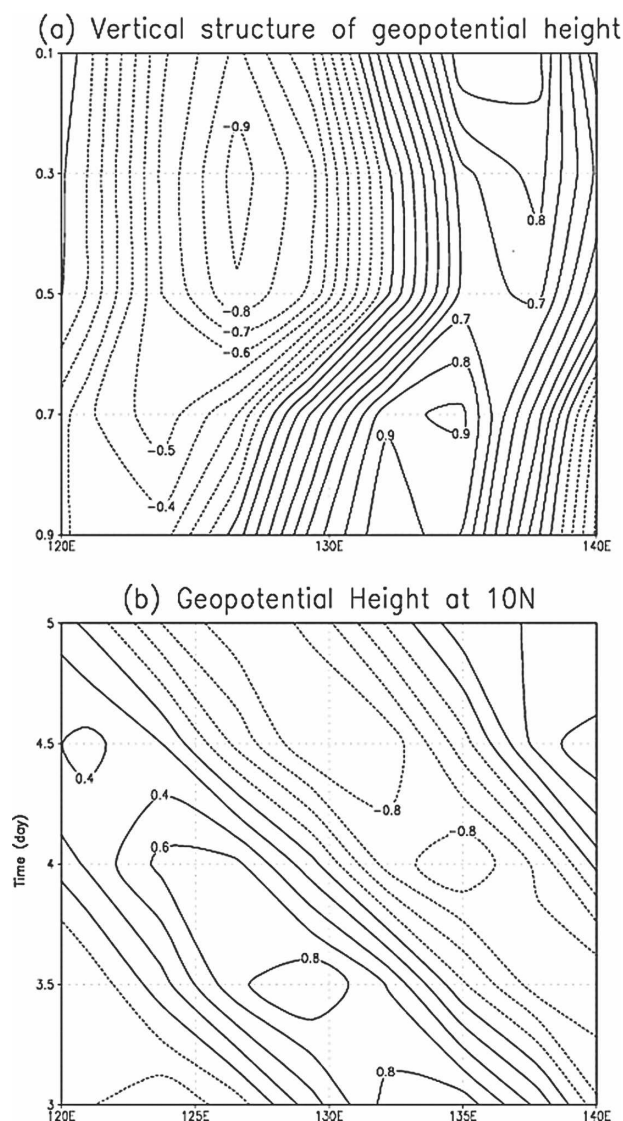 (a) Vertical structure of geopotential height
0.1
-0.9
0.3
0.8
0.5
-0.8
0.7
-0.7
0.7
-0.6
0.8
0.7
0.9
0.9
-0.5
-0.4
0.9
120E
130E
140E
(b) Geopotential Height at 10N
5
4.5
0.4
0.4
-0.8
-0.8
0.6
4
Time (day)
0.8
3.5
0.8
3
120E
125E
130E
135E
140E